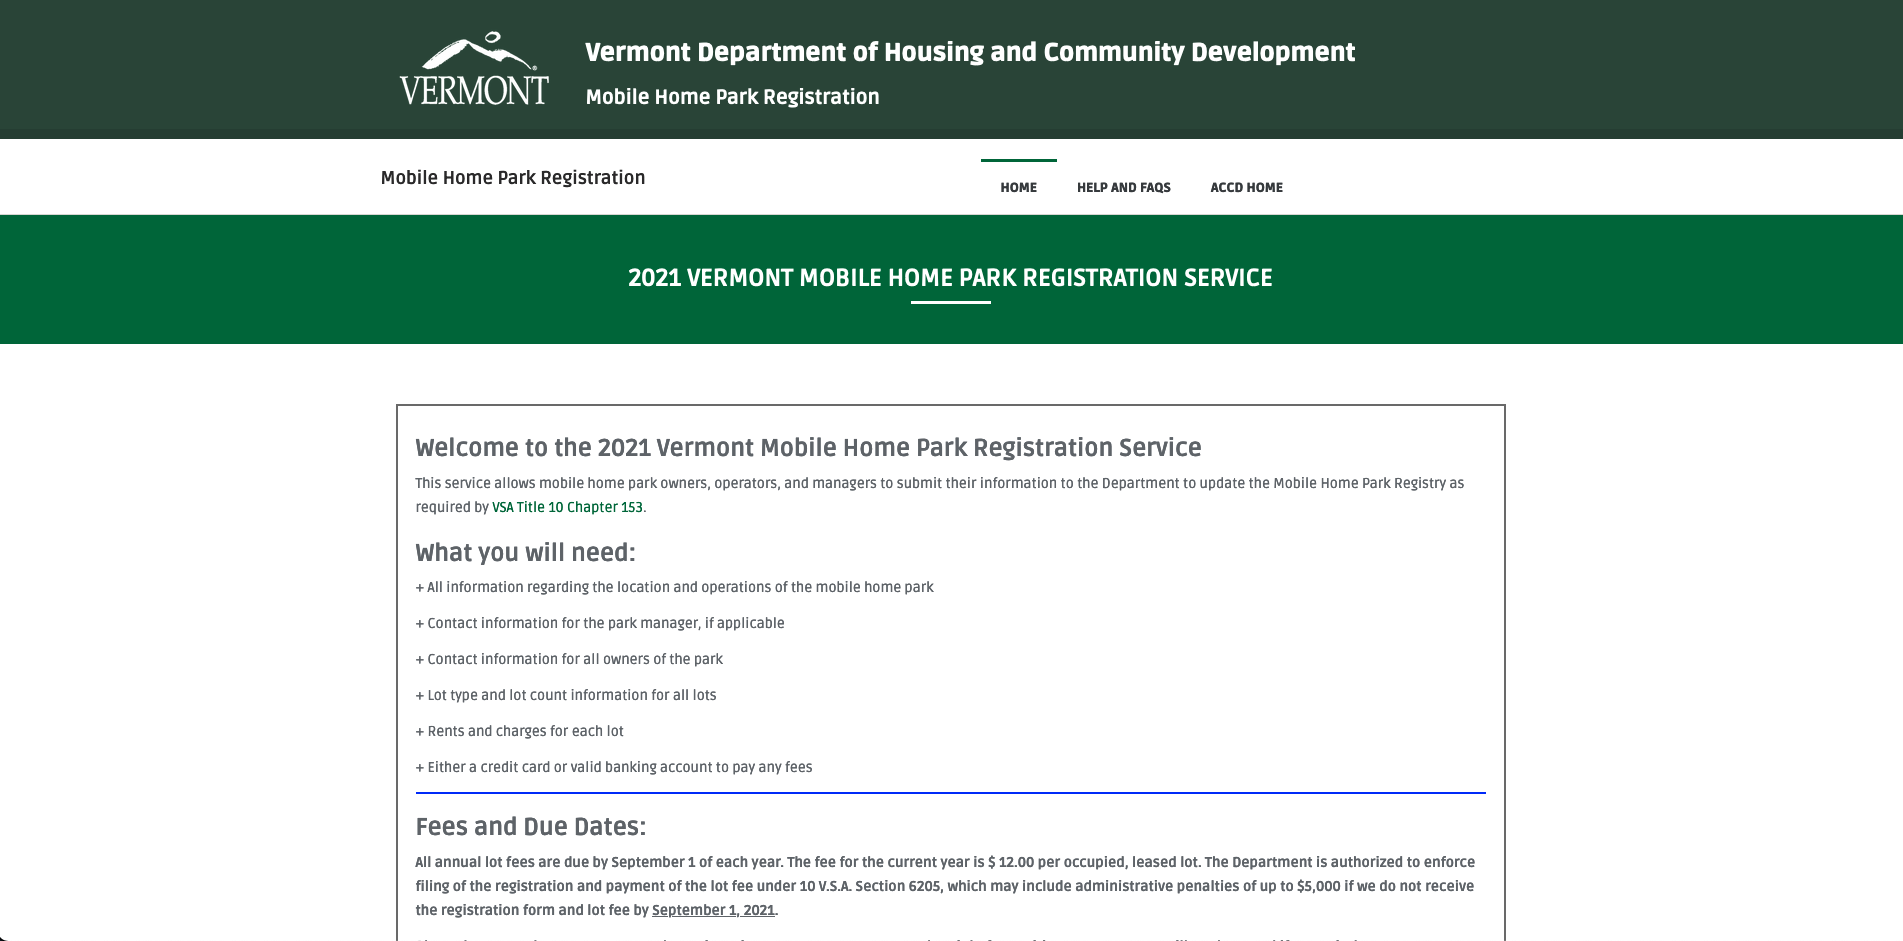 VERMONT
Vermont Department of Housing and Community Development
Mobile Home Park Registration
Mobile Home Park Registration
HOME
HELP AND FAQS
ACCD HOME
2021 VERMONT MOBILE HOME PARK REGISTRATION SERVICE
Welcome to the 2021 Vermont Mobile Home Park Registration Service
This service allows mobile home park owners, operators, and managers to submit their information to the Department to update the Mobile Home Park Registry as
required by VSA Title 10 Chapter 153.
What you will need:
+ All information regarding the location and operations of the mobile home park
+ Contact information for the park manager, if applicable
+ Contact information for all owners of the park
+ Lot type and lot count information for all lots
+ Rents and charges for each lot
+ Either a credit card or valid banking account to pay any fees
Fees and Due Dates:
All annual lot fees are due by September 1 of each year. The fee for the current year is $ 12.00 per occupied, leased lot. The Department is authorized to enforce
filing of the registration and payment of the lot fee under 10 V.S.A. Section 6205, which may include administrative penalties of up to $5,000 if we do not receive
the registration form and lot fee by September 1, 2021.